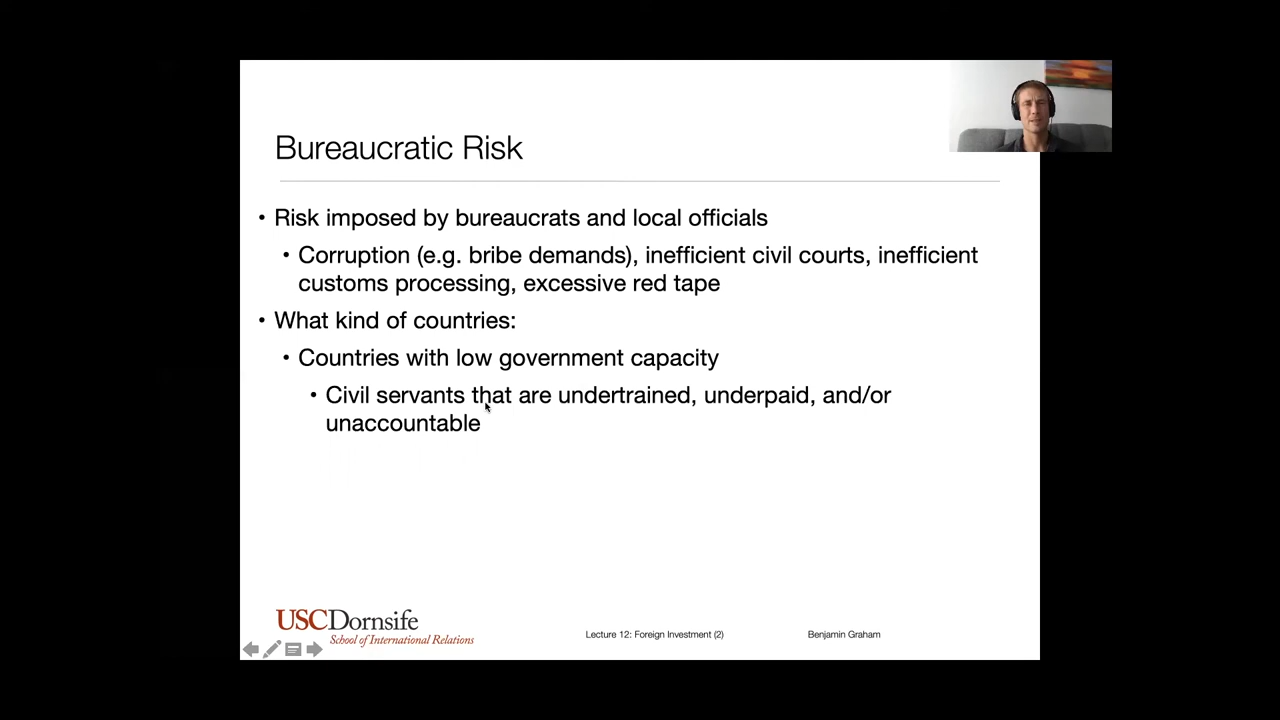 Bureaucratic Risk
• Risk imposed by bureaucrats and local officials
• Corruption (e.g. bribe demands), inefficient civil courts, inefficient
customs processing, excessive red tape
• What kind of countries:
• Countries with low government capacity
• Civil servants that are undertrained, underpaid, and/or
unaccountable
USCDornsife
School of International Relations
Lecture 12: Foreign Investment (2)
Benjamin Graham